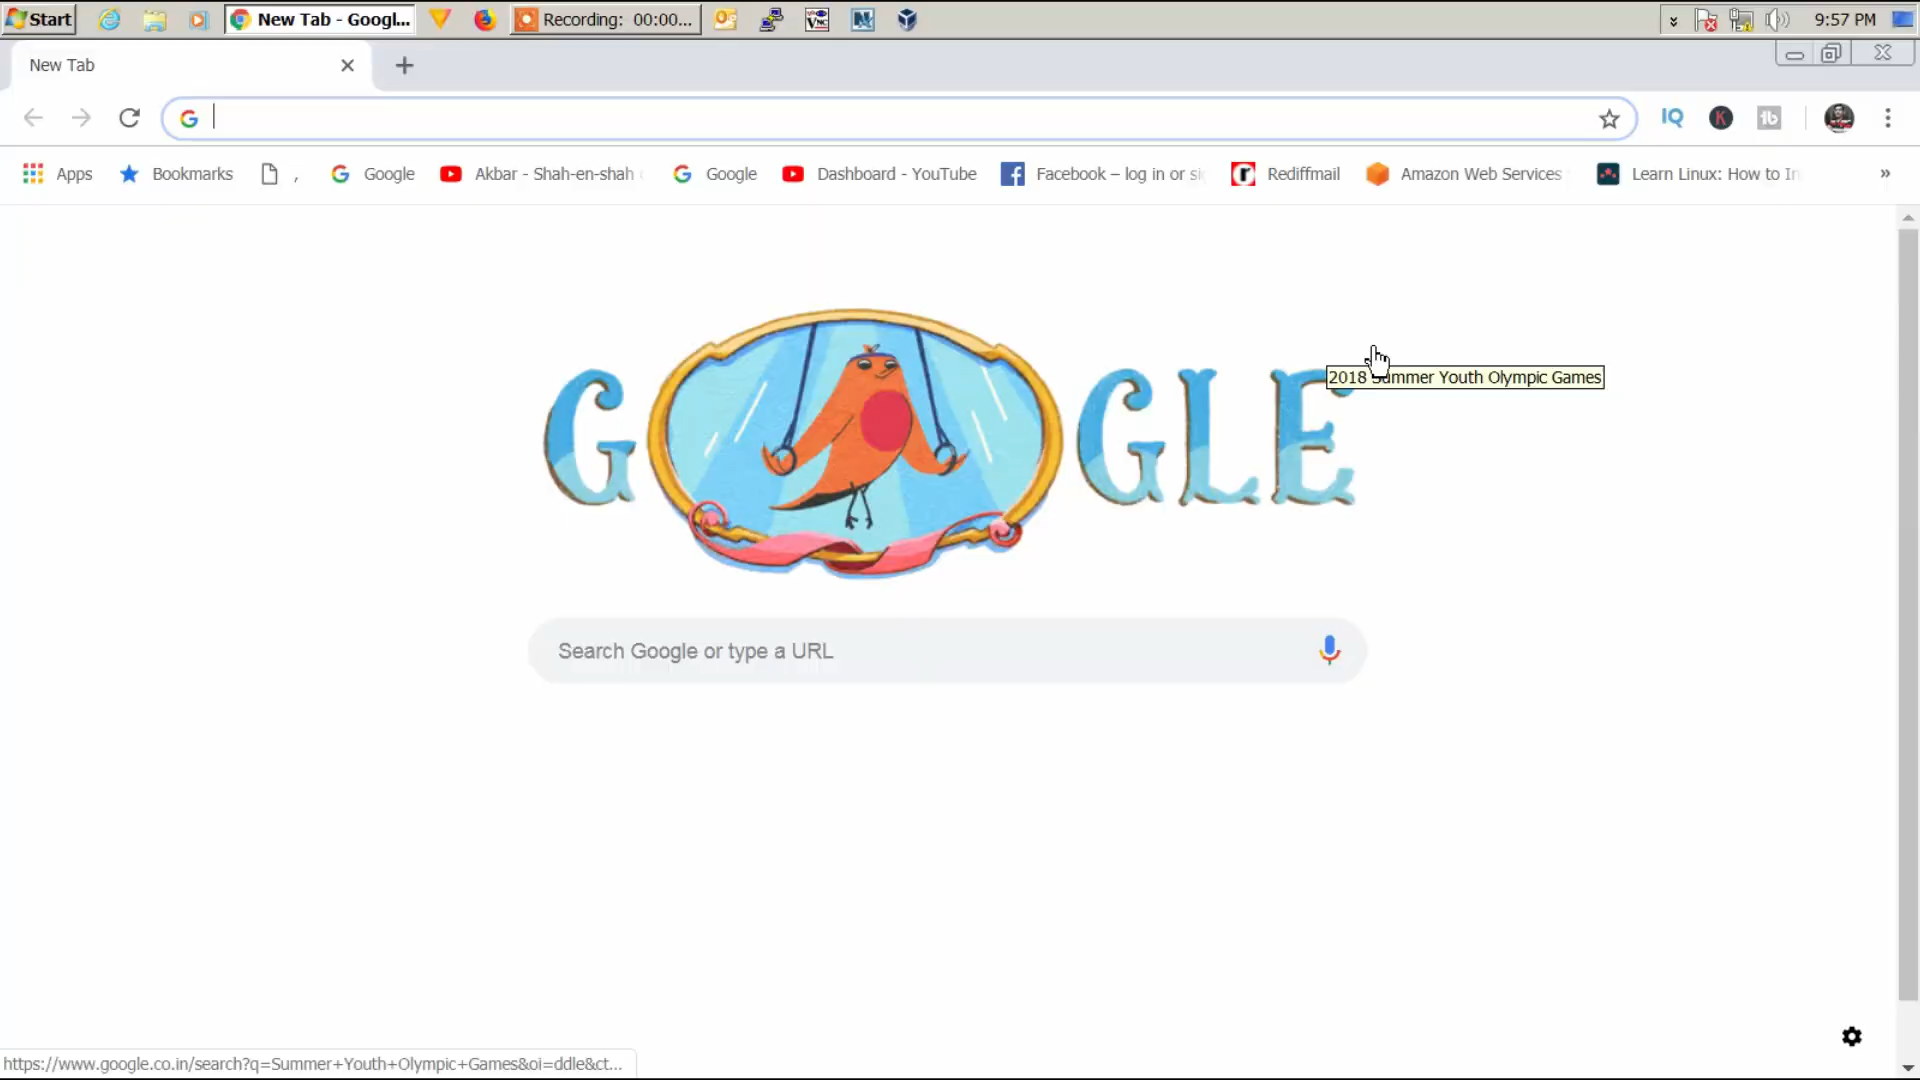 Start
New Tab - Googl...
Recording: 00:00...
9:57 PM
New Tab
IQ
K
Apps
Bookmarks
,
Google
Akbar - Shah-en-shah
Google
Dashboard - YouTube
Facebook – log in or si
Rediffmail
Amazon Web Services
Learn Linux: How to In
»
GOOGLE
2018 Summer Youth Olympic Games
Search Google or type a URL
https://www.google.co.in/search?q=Summer+Youth+Olympic+Games&oi=ddle&ct...